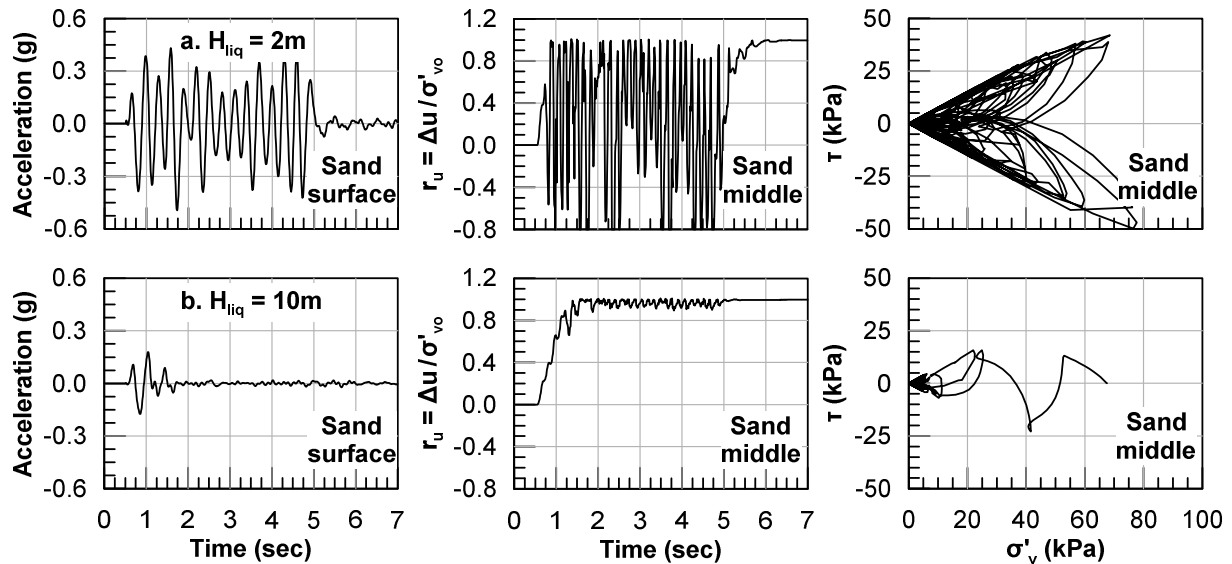 Acceleration (g)
0.6
0.3
0.0
-0.3
-0.6
a. H_liq = 2m
Sand
surface
r_u = Δu/σ'_vo
1.2
0.8
0.4
0.0
-0.4
-0.8
Sand
middle
τ (kPa)
50
25
0
-25
-50
Sand
middle
Acceleration (g)
0.6
0.3
0.0
-0.3
-0.6
b. H_liq = 10m
Sand
surface
0 1 2 3 4 5 6 7
Time (sec)
r_u = Δu/σ'_vo
1.2
0.8
0.4
0.0
-0.4
-0.8
Sand
middle
0 1 2 3 4 5 6 7
Time (sec)
τ (kPa)
50
25
0
-25
50
Sand
middle
0 20 40 60 80 100
σ'_v (kPa)